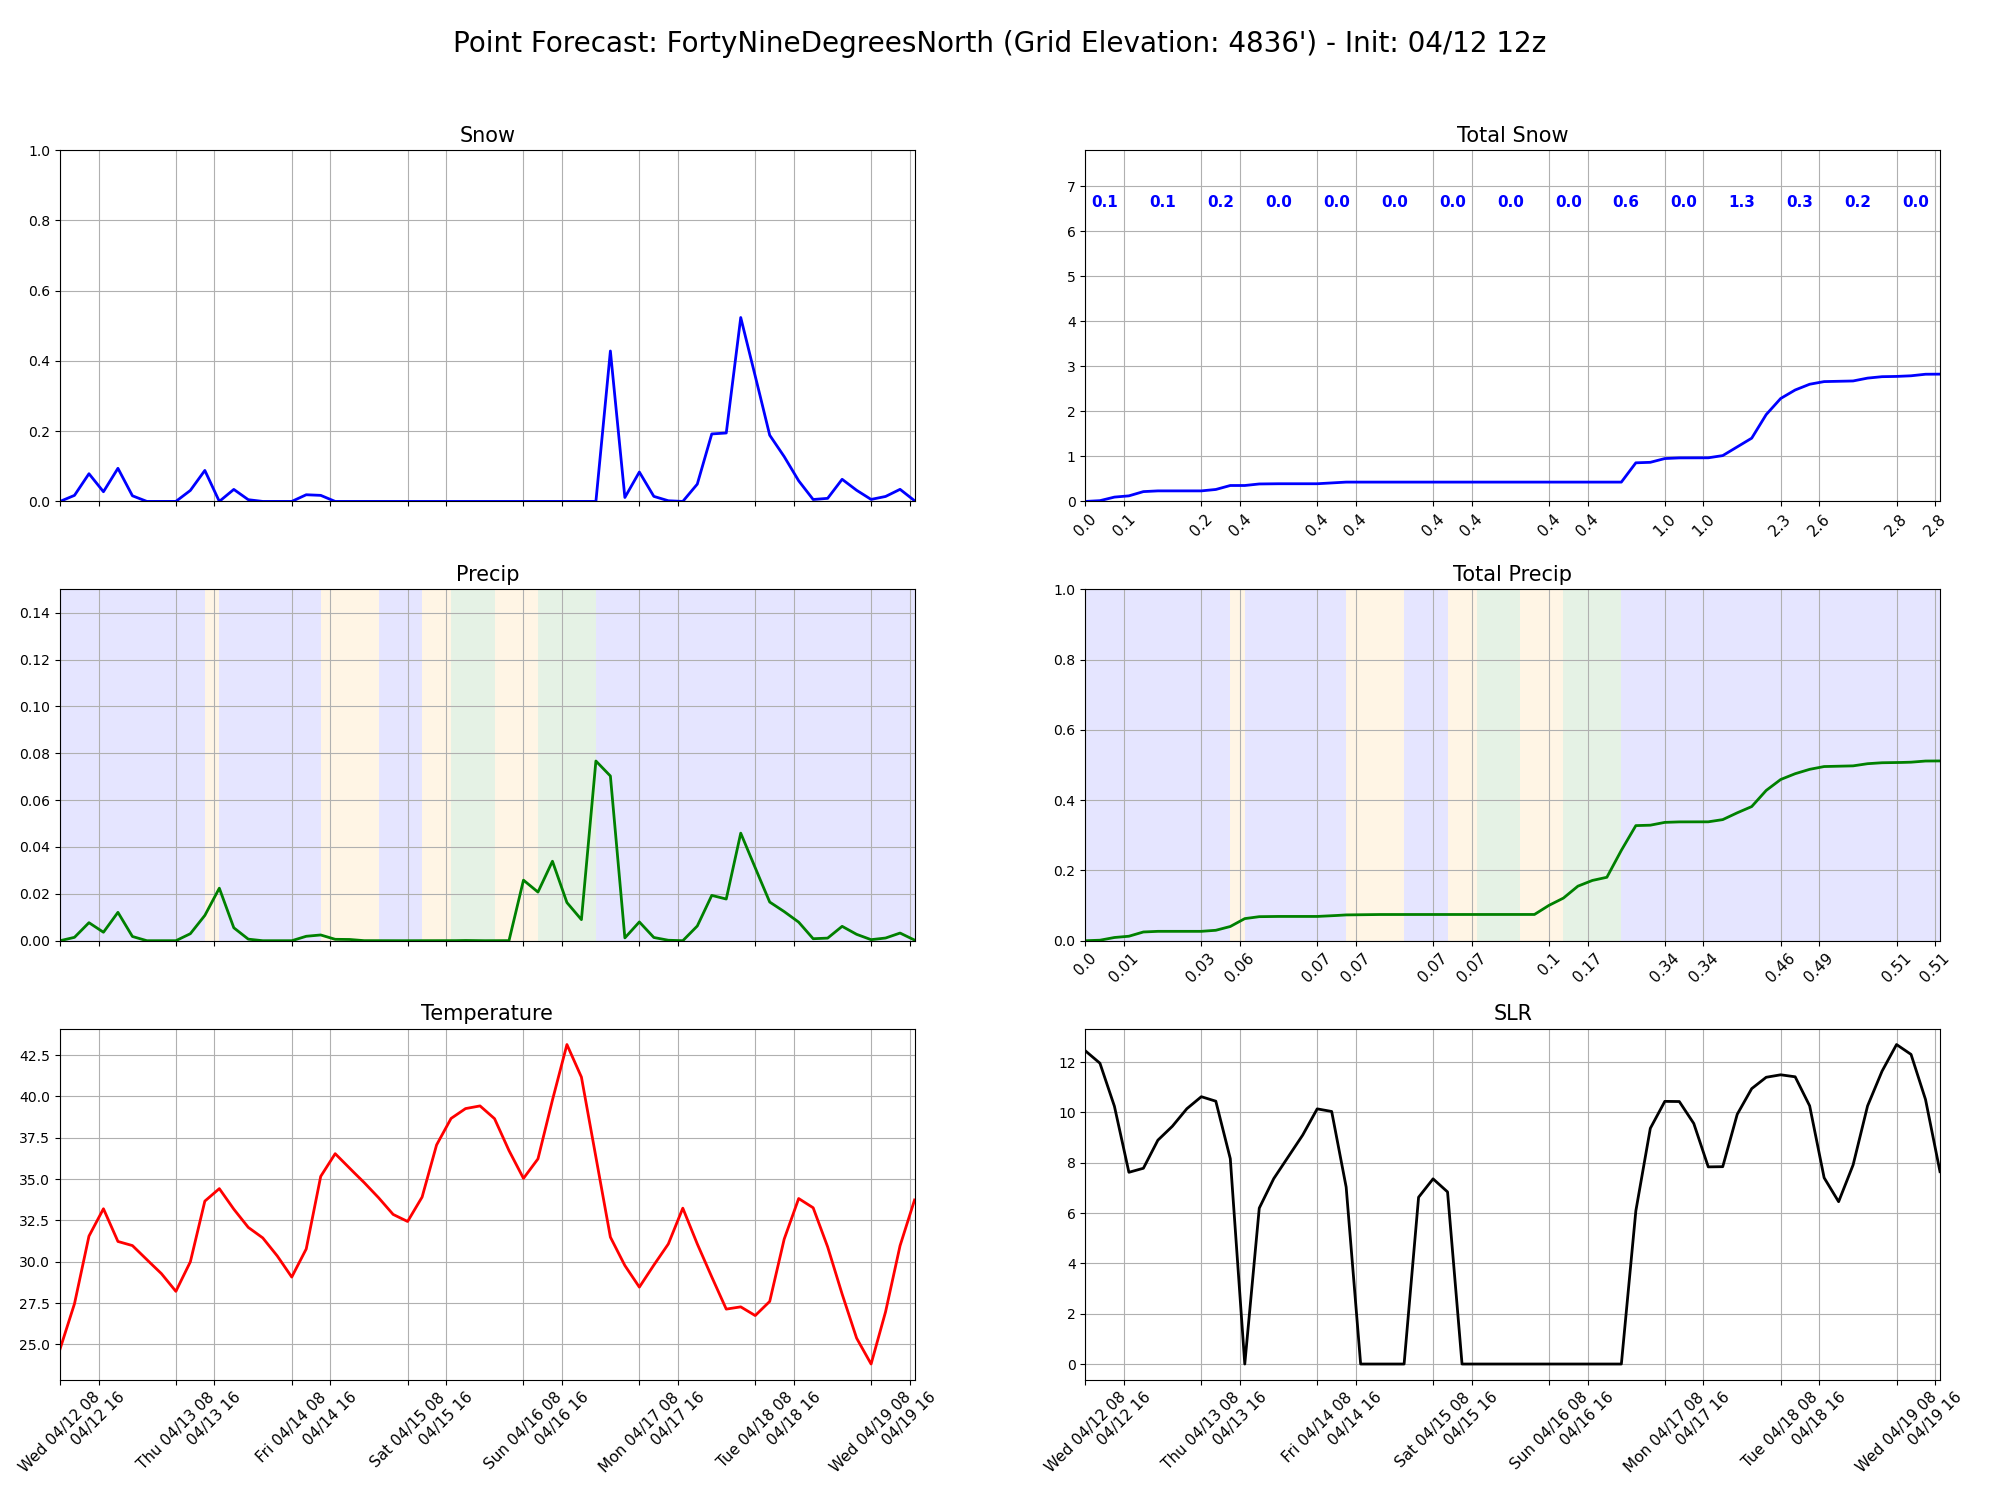 Point Forecast: FortyNineDegreesNorth (Grid Elevation: 4836') - Init: 04/12 12z
Snow
1.0
0.8
0.6
0.4
0.2
0.0
Total Snow
7
6
5
4
3
2
1
0
0.1 0.1 0.2 0.0 0.0 0.0 0.0 0.0 0.0 0.6 0.0 1.3 0.3 0.2 0.0
0.0 0.1 0.2 0.4 0.4 0.4 0.4 0.4 0.4 0.4 1.0 1.0 2.3 2.6 2.8 2.8
Precip
0.14
0.12
0.10
0.08
0.06
0.04
0.02
0.00
Total Precip
1.0
0.8
0.6
0.4
0.2
0.0
0.0 0.01 0.03 0.06 0.07 0.07 0.07 0.07 0.1 0.17 0.34 0.34 0.46 0.49 0.51 0.51
Temperature
42.5
40.0
37.5
35.0
32.5
30.0
27.5
25.0
Wed 04/12 08
04/12 16
Thu 04/13 08
04/13 16
Fri 04/14 08
04/14 16
Sat 04/15 08
04/15 16
Sun 04/16 08
04/16 16
Mon 04/17 08
04/17 16
Tue 04/18 08
04/18 16
Wed 04/19 08
04/19 16
SLR
12
10
8
6
4
2
0
Wed 04/12 08
04/12 16
Thu 04/13 08
04/13 16
Fri 04/14 08
04/14 16
Sat 04/15 08
04/15 16
Sun 04/16 08
04/16 16
Mon 04/17 08
04/17 16
Tue 04/18 08
04/18 16
Wed 04/19 08
04/19 16